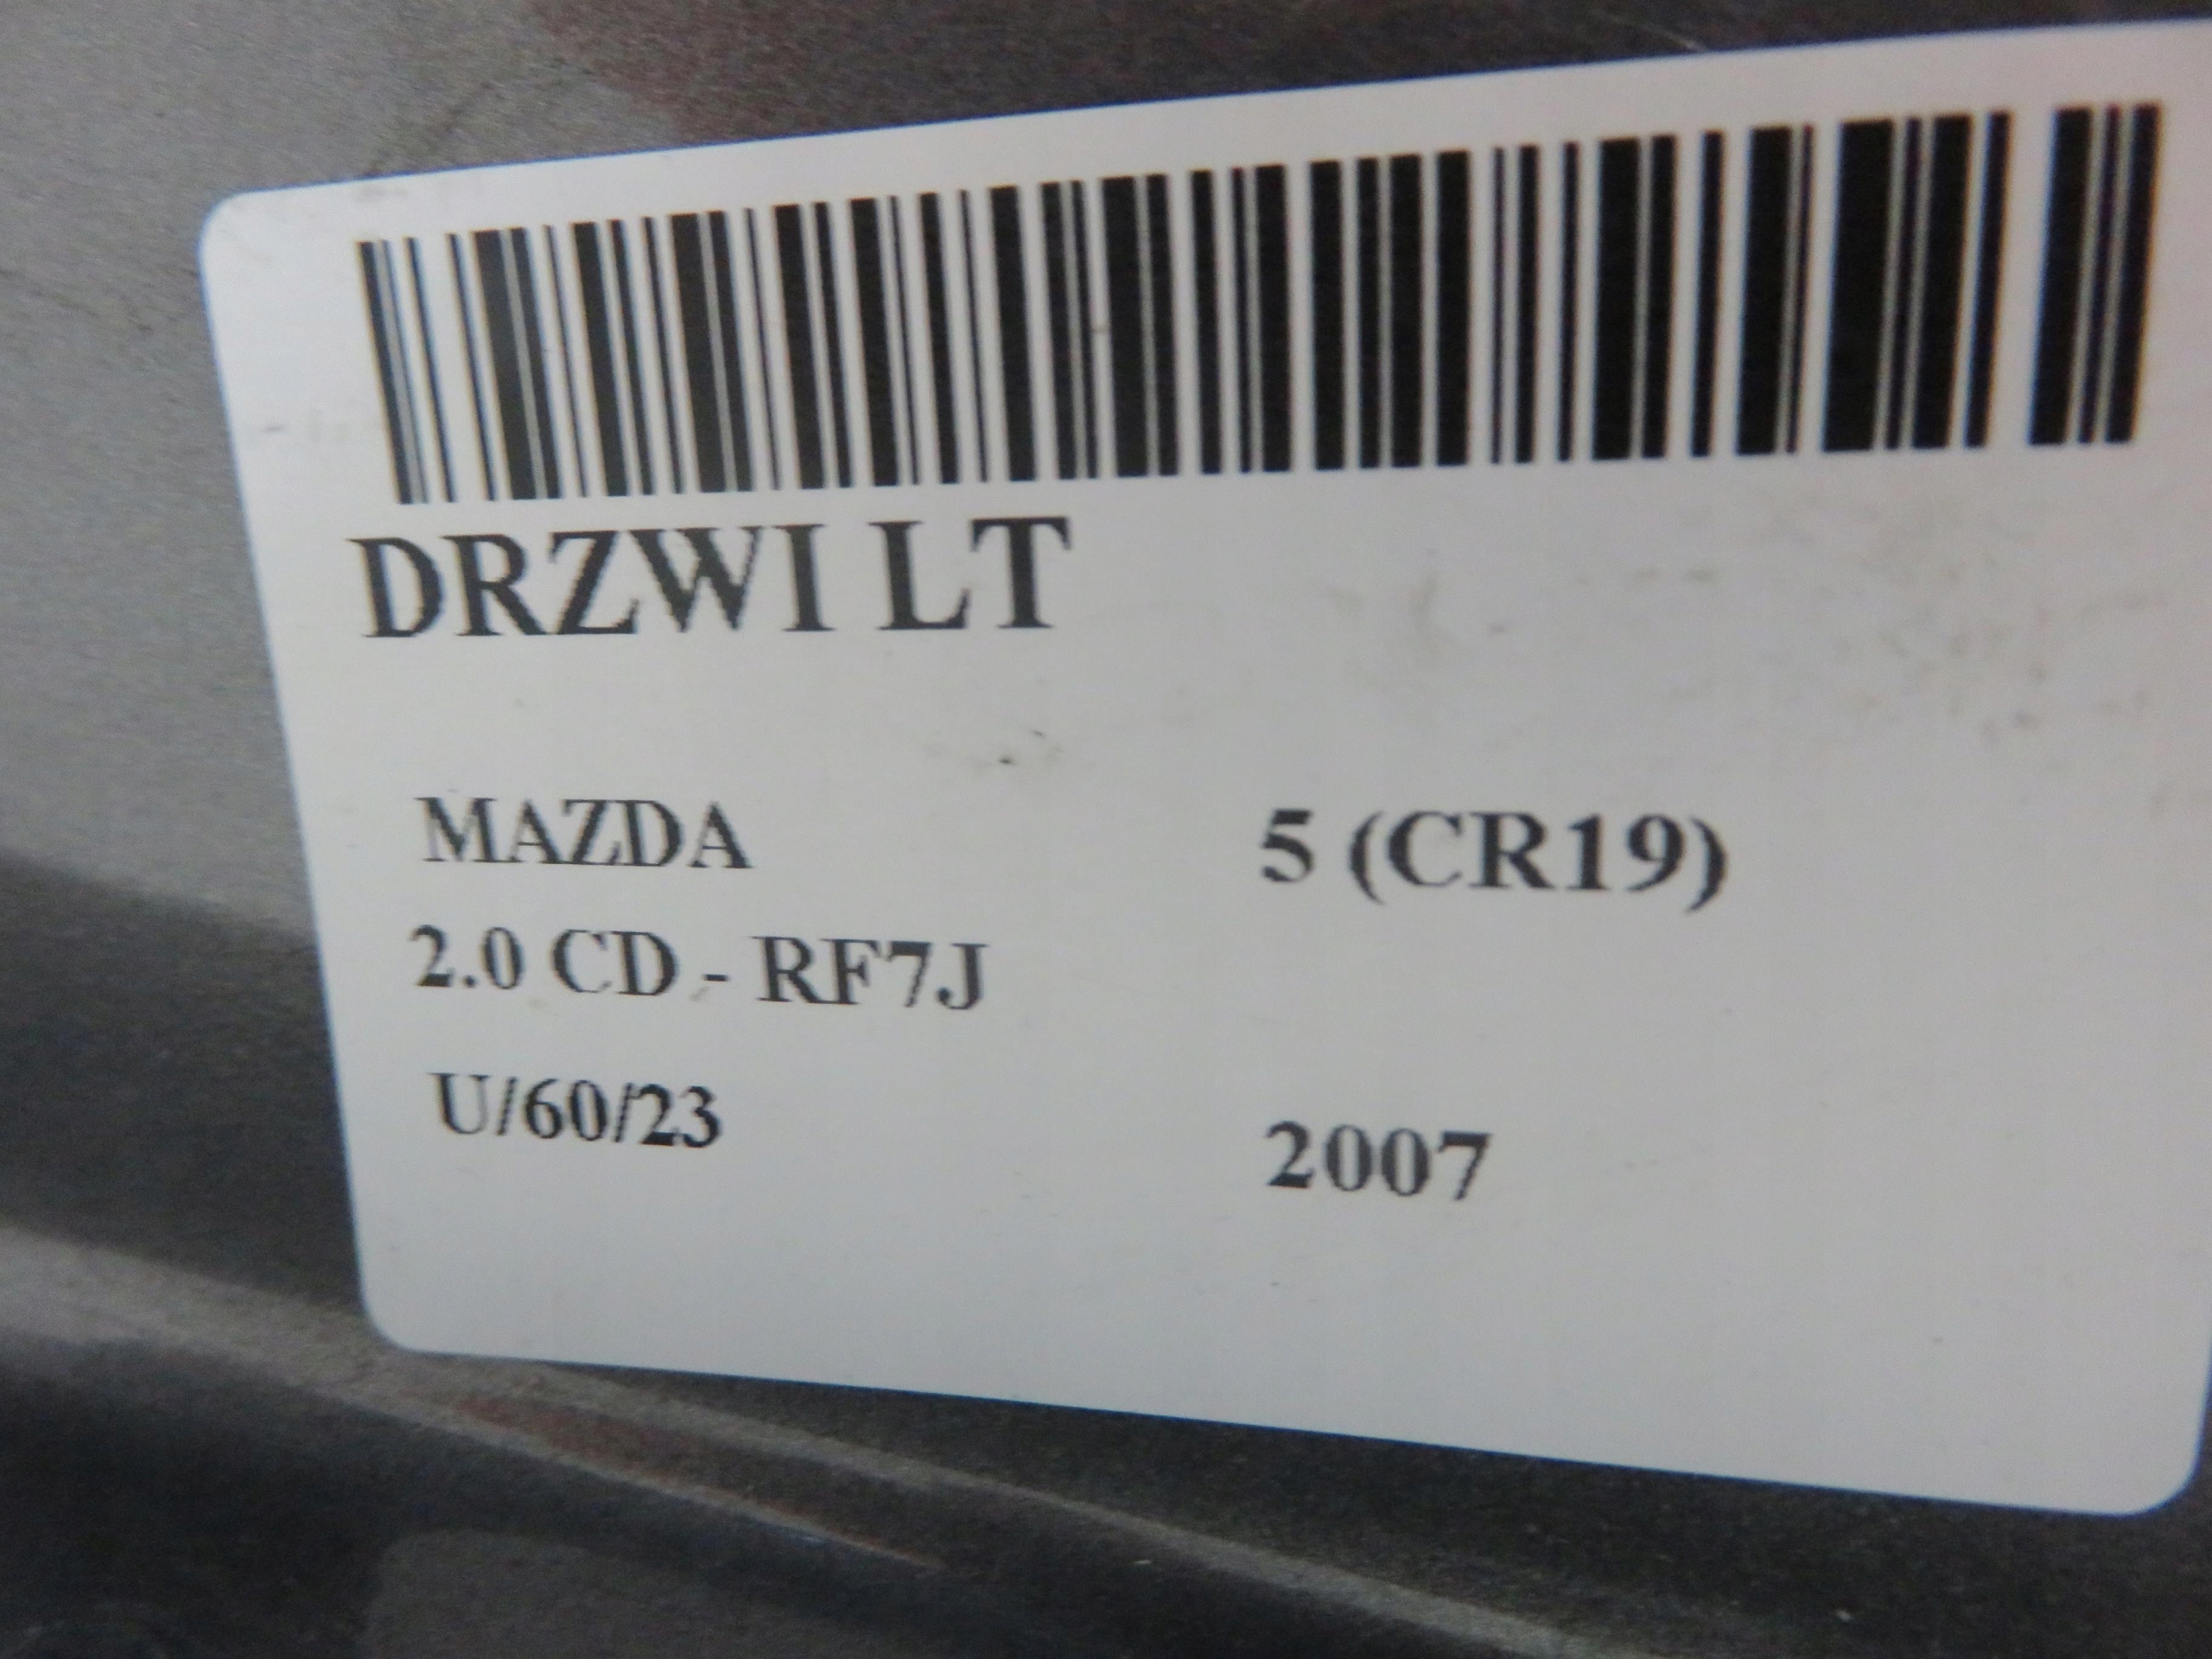 DRZWI LT
MAZDA 5 (CR19)
2.0 CD - RF7J
U/60/23 2007